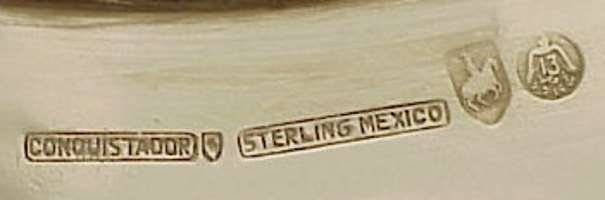 CONQUISTADOR
STERLING MEXICO
13